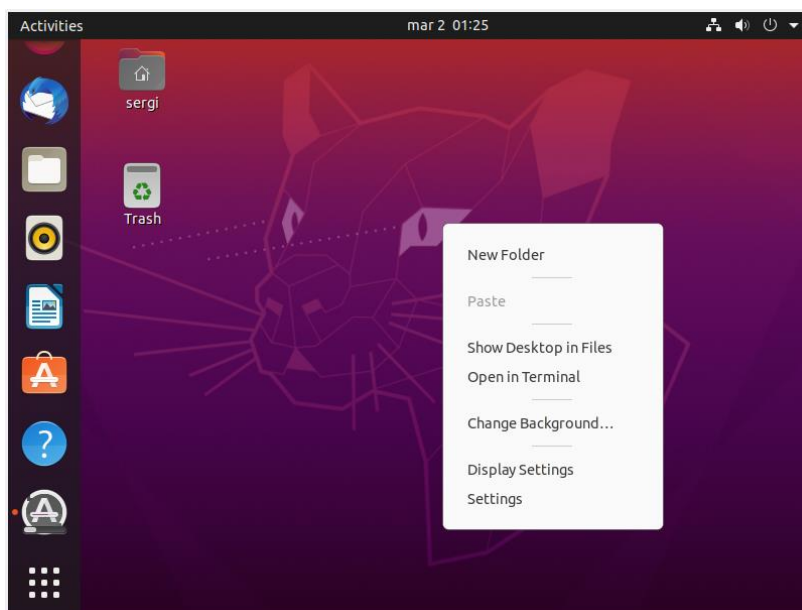 Activities
mar 2 01:25
sergi
Trash
New Folder
Paste
Show Desktop in Files
Open in Terminal
Change Background...
Display Settings
Settings